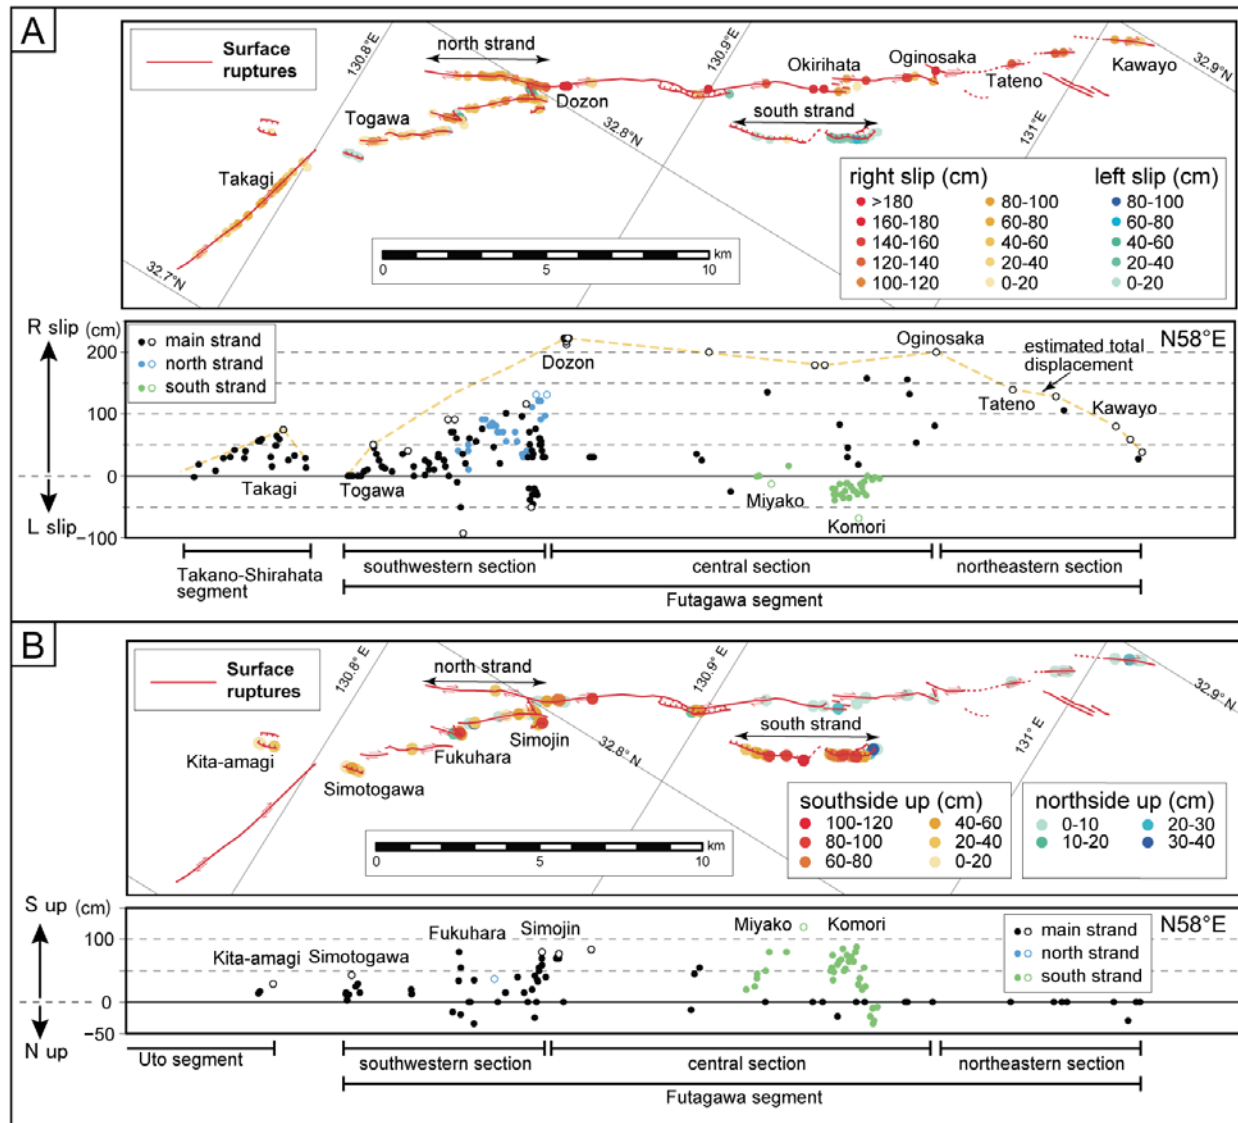 A
Surface
ruptures
north strand
130.8°E
130.9°E
Okirihata
Oginosaka
Tateno
Kawayo
32.9°N
Dozon
Togawa
32.8°N
south strand
131°E
Takagi
32.7°N
0 5 10 km
right slip (cm) left slip (cm)
>180 80-100 80-100
160-180 60-80 60-80
140-160 40-60 40-60
120-140 20-40 20-40
100-120 0-20 0-20
R slip (cm)
main strand
north strand
south strand
N58°E
200
100
0
-100
L slip
Dozon
Oginosaka
estimated total
displacement
Tateno
Kawayo
Takagi
Togawa
Miyako
Komori
Takano-Shirahata
segment
southwestern section
central section
northeastern section
Futagawa segment
B
Surface
ruptures
north strand
130.8° E
130.9° E
32.9° N
Kita-amagi
Fukuhara
Simojin
32.8° N
south strand
131° E
Simotogawa
0 5 10 km
southside up (cm)
100-120 40-60
80-100 20-40
60-80 0-20
northside up (cm)
0-10 20-30
10-20 30-40
S up (cm)
100
0
-50
N up
Kita-amagi
Simotogawa
Fukuhara
Simojin
Miyako
Komori
N58°E
main strand
north strand
south strand
Uto segment
southwestern section
central section
northeastern section
Futagawa segment